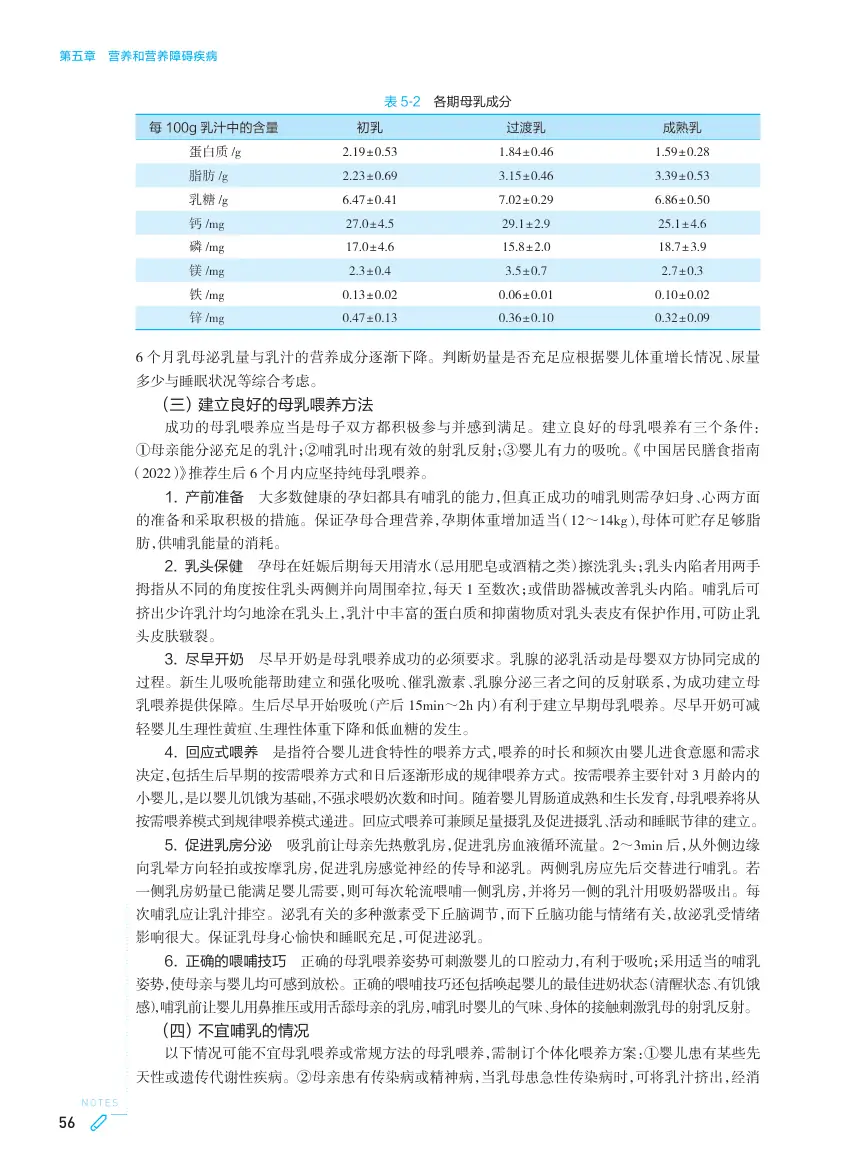 第五章 营养和营养障碍疾病
表 5-2 各期母乳成分
每 100g 乳汁中的含量 初乳 过渡乳 成熟乳
蛋白质 /g 2.19±0.53 1.84±0.46 1.59±0.28
脂肪 /g 2.23±0.69 3.15±0.46 3.39±0.53
乳糖 /g 6.47±0.41 7.02±0.29 6.86±0.50
钙 /mg 27.0±4.5 29.1±2.9 25.1±4.6
磷 /mg 17.0±4.6 15.8±2.0 18.7±3.9
镁 /mg 2.3±0.4 3.5±0.7 2.7±0.3
铁 /mg 0.13±0.02 0.06±0.01 0.10±0.02
锌 /mg 0.47±0.13 0.36±0.10 0.32±0.09
6 个月乳母泌乳量与乳汁的营养成分逐渐下降。判断奶量是否充足应根据婴儿体重增长情况、尿量
多少与睡眠状况等综合考虑。
（三）建立良好的母乳喂养方法
成功的母乳喂养应当是母子双方都积极参与并感到满足。建立良好的母乳喂养有三个条件：
①母亲能分泌充足的乳汁；②哺乳时出现有效的射乳反射；③婴儿有力的吸吮。《中国居民膳食指南
（2022）》推荐生后 6 个月内应坚持纯母乳喂养。
1. 产前准备 大多数健康的孕妇都具有哺乳的能力，但真正成功的哺乳则需孕妇身、心两方面
的准备和采取积极的措施。保证孕母合理营养，孕期体重增加适当（12～14kg），母体可贮存足够脂
肪，供哺乳能量的消耗。
2. 乳头保健 孕母在妊娠后期每天用清水（忌用肥皂或酒精之类）擦洗乳头；乳头内陷者用两手
拇指从不同的角度按住乳头两侧并向周围牵拉，每天 1 至数次；或借助器械改善乳头内陷。哺乳后可
挤出少许乳汁均匀地涂在乳头上，乳汁中丰富的蛋白质和抑菌物质对乳头表皮有保护作用，可防止乳
头皮肤皲裂。
3. 尽早开奶 尽早开奶是母乳喂养成功的必须要求。乳腺的泌乳活动是母婴双方协同完成的
过程。新生儿吸吮能帮助建立和强化吸吮、催乳激素、乳腺分泌三者之间的反射联系，为成功建立母
乳喂养提供保障。生后尽早开始吸吮（产后 15min～2h 内）有利于建立早期母乳喂养。尽早开奶可减
轻婴儿生理性黄疸、生理性体重下降和低血糖的发生。
4. 回应式喂养 是指符合婴儿进食特性的喂养方式，喂养的时长和频次由婴儿进食意愿和需求
决定，包括生后早期的按需喂养方式和日后逐渐形成的规律喂养方式。按需喂养主要针对 3 月龄内的
小婴儿，是以婴儿饥饿为基础，不强求喂奶次数和时间。随着婴儿胃肠道成熟和生长发育，母乳喂养将从
按需喂养模式到规律喂养模式递进。回应式喂养可兼顾足量摄乳及促进摄乳、活动和睡眠节律的建立。
5. 促进乳房分泌 吸乳前让母亲先热敷乳房，促进乳房血液循环流量。2～3min 后，从外侧边缘
向乳晕方向轻拍或按摩乳房，促进乳房感觉神经的传导和泌乳。两侧乳房应先后交替进行哺乳。若
一侧乳房奶量已能满足婴儿需要，则可每次轮流喂哺一侧乳房，并将另一侧的乳汁用吸奶器吸出。每
次哺乳应让乳汁排空。泌乳有关的多种激素受下丘脑调节，而下丘脑功能与情绪有关，故泌乳受情绪
影响很大。保证乳母身心愉快和睡眠充足，可促进泌乳。
6. 正确的喂哺技巧 正确的母乳喂养姿势可刺激婴儿的口腔动力，有利于吸吮；采用适当的哺乳
姿势，使母亲与婴儿均可感到放松。正确的喂哺技巧还包括唤起婴儿的最佳进奶状态（清醒状态、有饥饿
感），哺乳前让婴儿用鼻推压或用舌舔母亲的乳房，哺乳时婴儿的气味、身体的接触刺激乳母的射乳反射。
（四）不宜哺乳的情况
以下情况可能不宜母乳喂养或常规方法的母乳喂养，需制订个体化喂养方案：①婴儿患有某些先
天性或遗传代谢性疾病。②母亲患有传染病或精神病，当乳母患急性传染病时，可将乳汁挤出，经消
NOTES
56